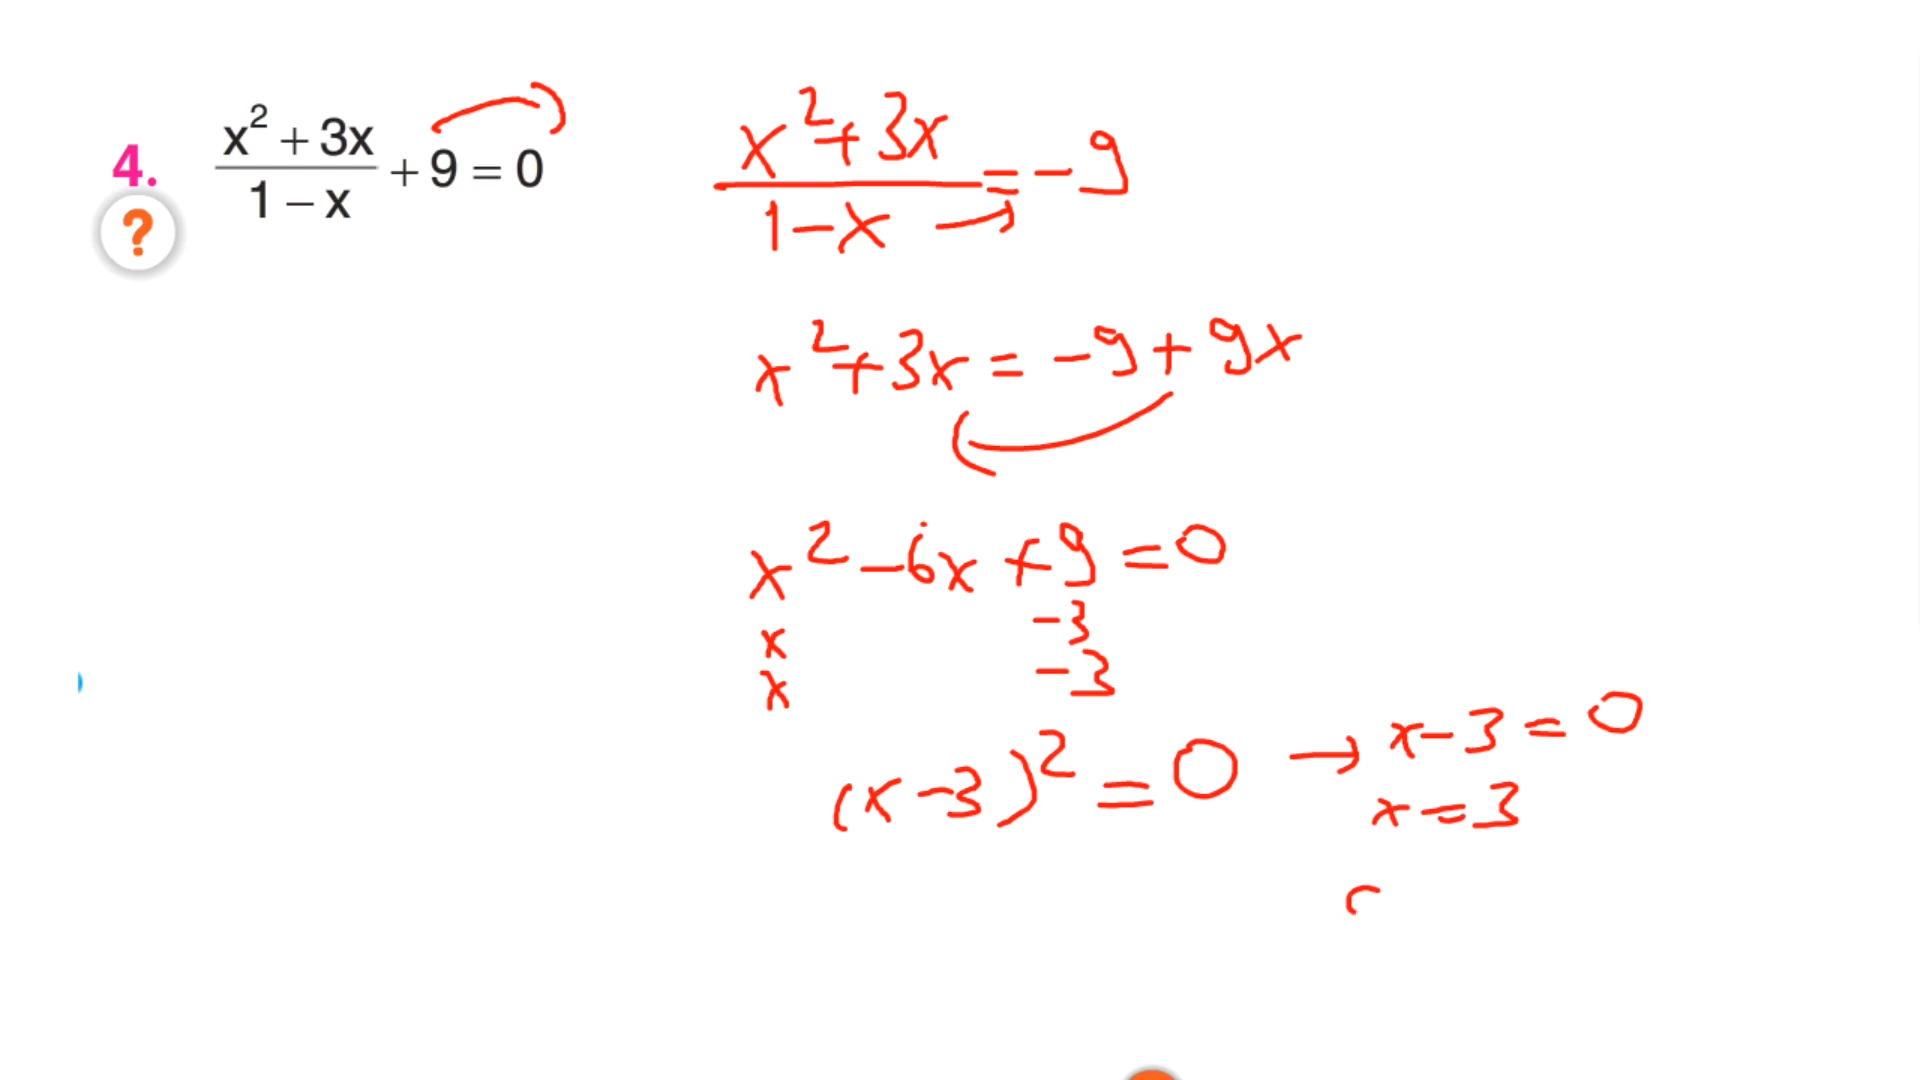 4. (x² + 3x)/(1 − x) + 9 = 0
?
(x² + 3x)/(1 − x) = −9
x² + 3x = −9 + 9x
x² − 6x + 9 = 0
x −3
x −3
(x − 3)² = 0 → x − 3 = 0
x = 3